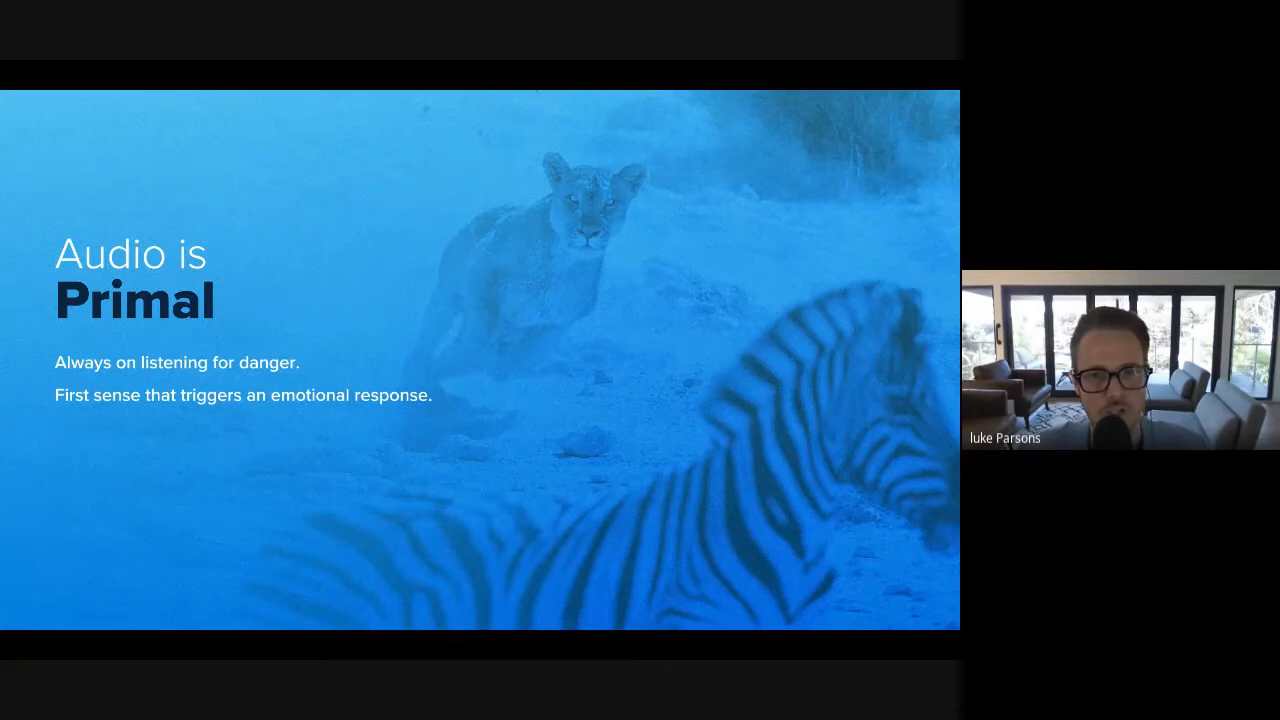 Audio is
Primal
Always on listening for danger.
First sense that triggers an emotional response.
luke Parsons